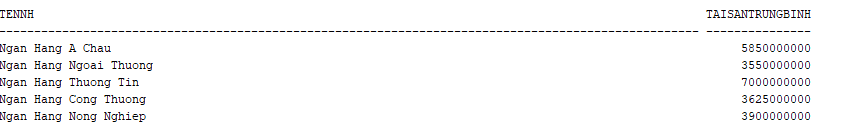 TENNH TAISANTRUNGBINH
---------------------------------------------------------------------------------------------------- ---------------
Ngan Hang A Chau 5850000000
Ngan Hang Ngoai Thuong 3550000000
Ngan Hang Thuong Tin 7000000000
Ngan Hang Cong Thuong 3625000000
Ngan Hang Nong Nghiep 3900000000